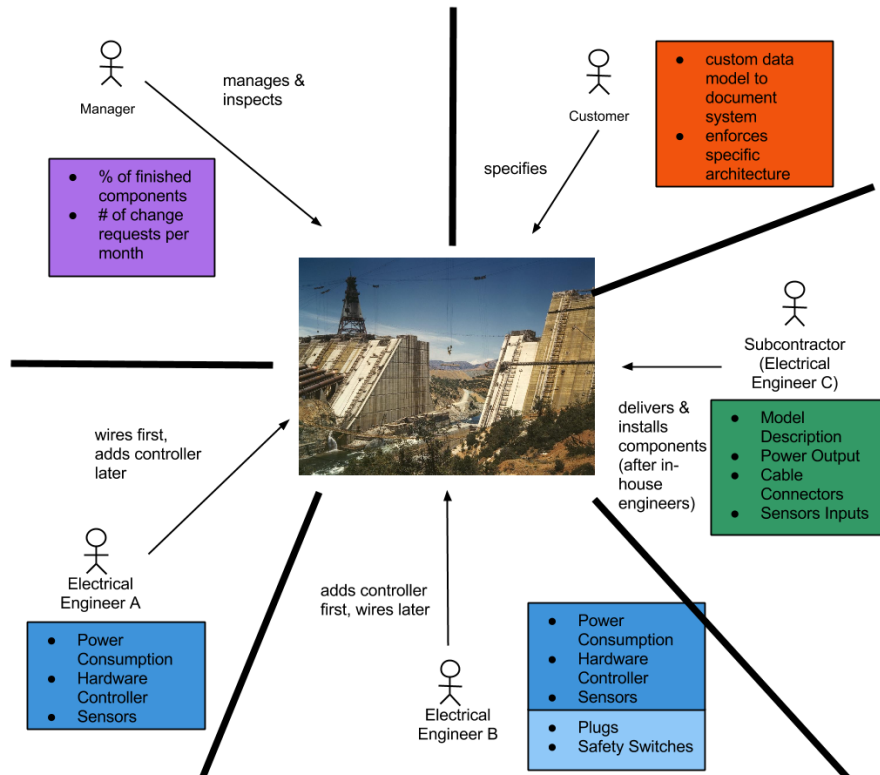 Manager
manages &
inspects
● % of finished
components
● # of change
requests per
month
Customer
specifies
● custom data
model to
document
system
● enforces
specific
architecture
Subcontractor
(Electrical
Engineer C)
delivers &
installs
components
(after in-
house
engineers)
● Model
Description
● Power Output
● Cable
Connectors
● Sensors Inputs
wires first,
adds controller
later
Electrical
Engineer A
● Power
Consumption
● Hardware
Controller
● Sensors
adds controller
first, wires later
Electrical
Engineer B
● Power
Consumption
● Hardware
Controller
● Sensors
● Plugs
● Safety Switches